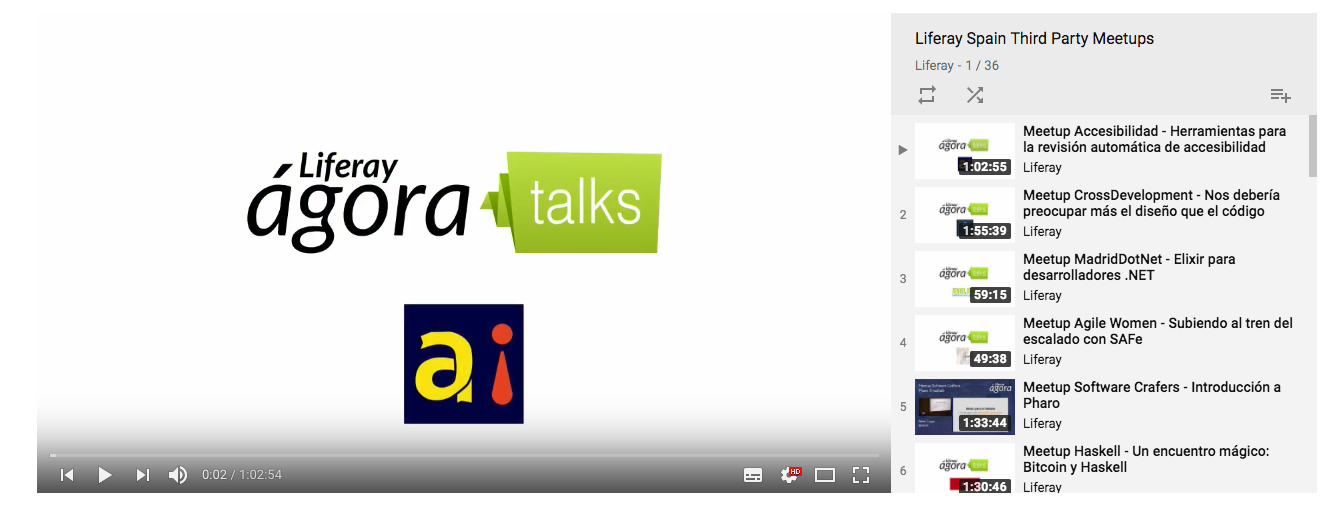 Liferay
ágora talks
ai
0:02 / 1:02:54
HD
Liferay Spain Third Party Meetups
Liferay - 1 / 36
Meetup Accesibilidad - Herramientas para
la revisión automática de accesibilidad
Liferay
1:02:55
2
Meetup CrossDevelopment - Nos debería
preocupar más el diseño que el código
Liferay
1:55:39
3
Meetup MadridDotNet - Elixir para
desarrolladores .NET
Liferay
59:15
4
Meetup Agile Women - Subiendo al tren del
escalado con SAFe
Liferay
49:38
5
Meetup Software Crafers - Introducción a
Pharo
Liferay
1:33:44
6
Meetup Haskell - Un encuentro mágico:
Bitcoin y Haskell
Liferay
1:30:46